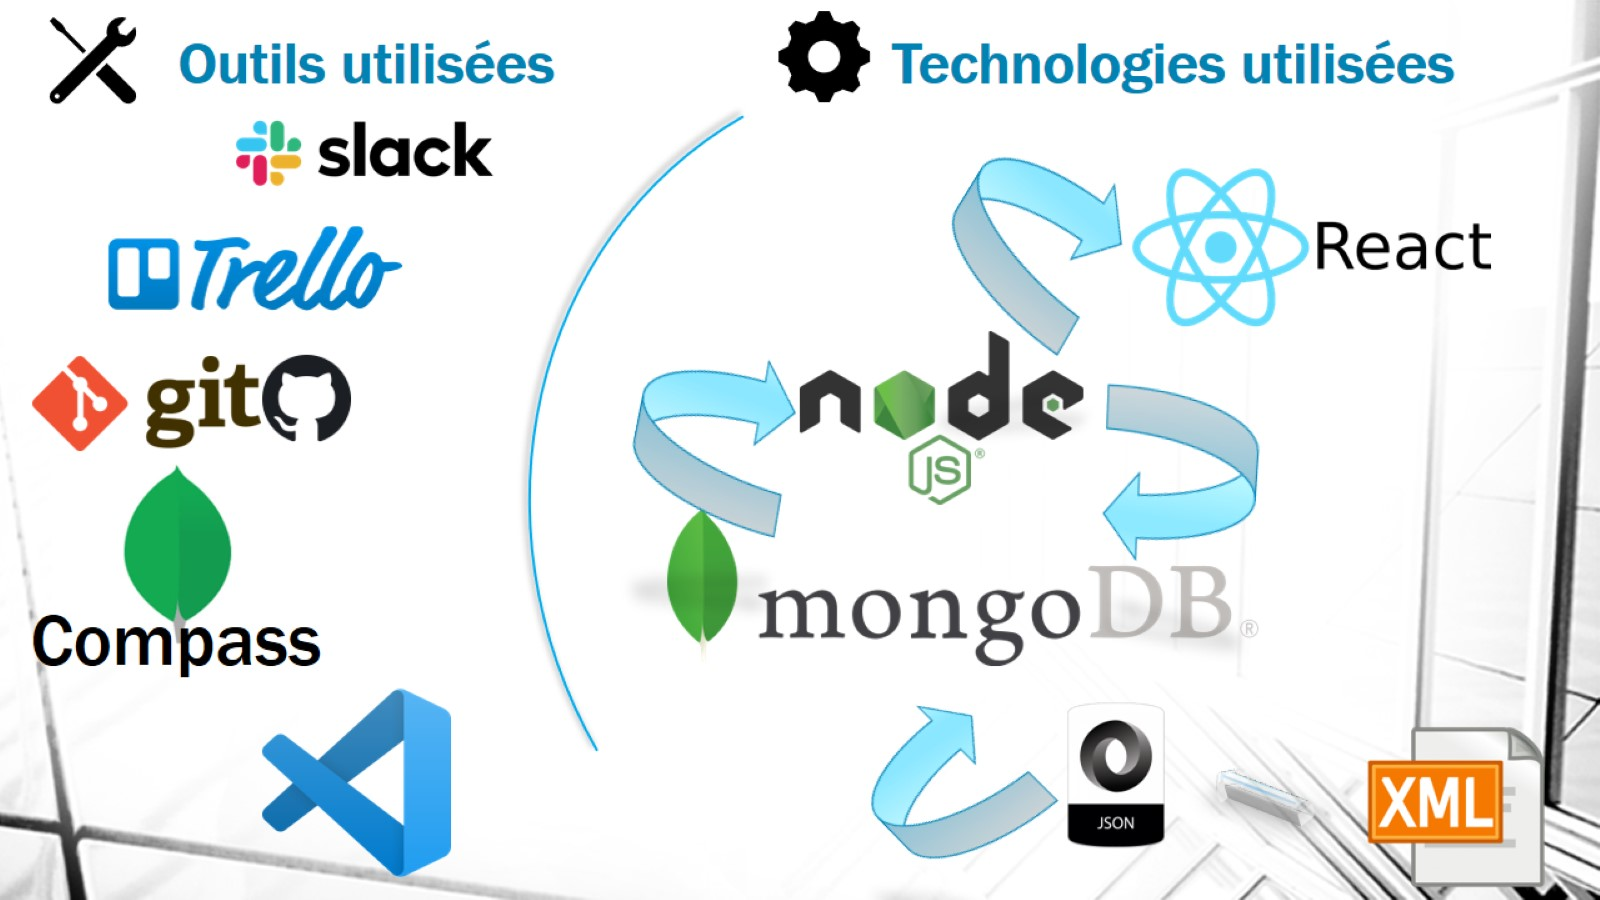 Outils utilisées
slack
Trello
git
Compass
Technologies utilisées
React
node
JS®
mongoDB®
JSON
XML